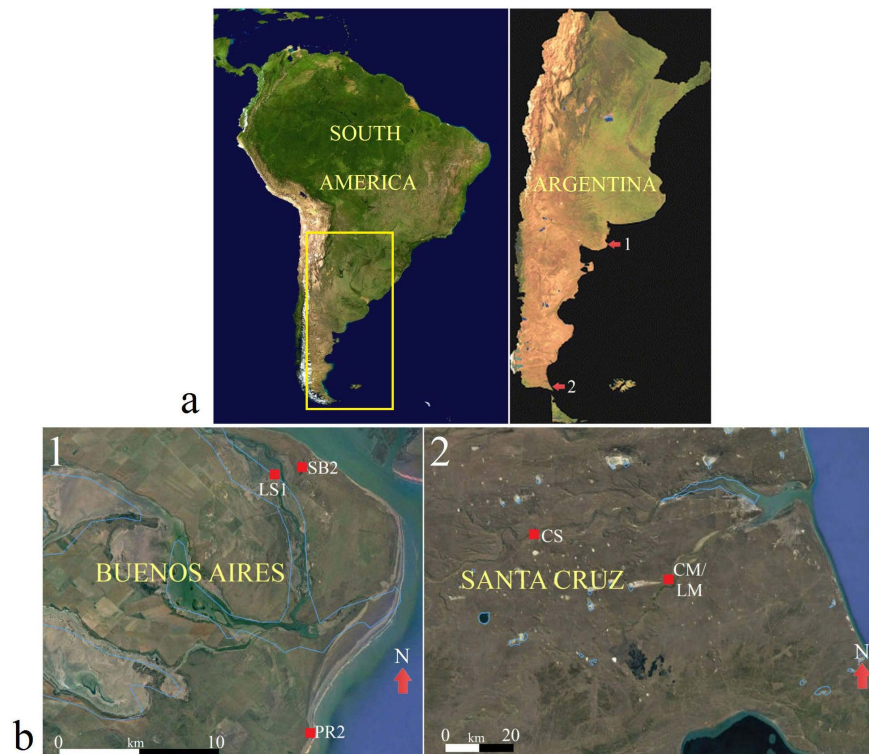 SOUTH
AMERICA
ARGENTINA
1
2
a
1
SB2
LS1
BUENOS AIRES
N
PR2
0 km 10
2
CS
CM/
LM
SANTA CRUZ
N
0 km 20
b